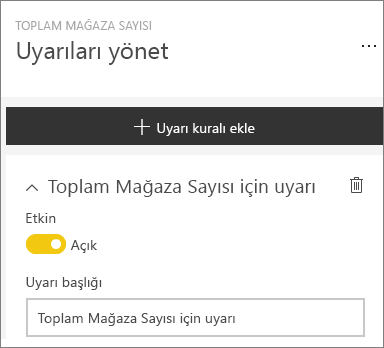 TOPLAM MAĞAZA SAYISI
Uyarıları yönet
Uyarı kuralı ekle
Toplam Mağaza Sayısı için uyarı
Etkin
Açık
Uyarı başlığı
Toplam Mağaza Sayısı için uyarı